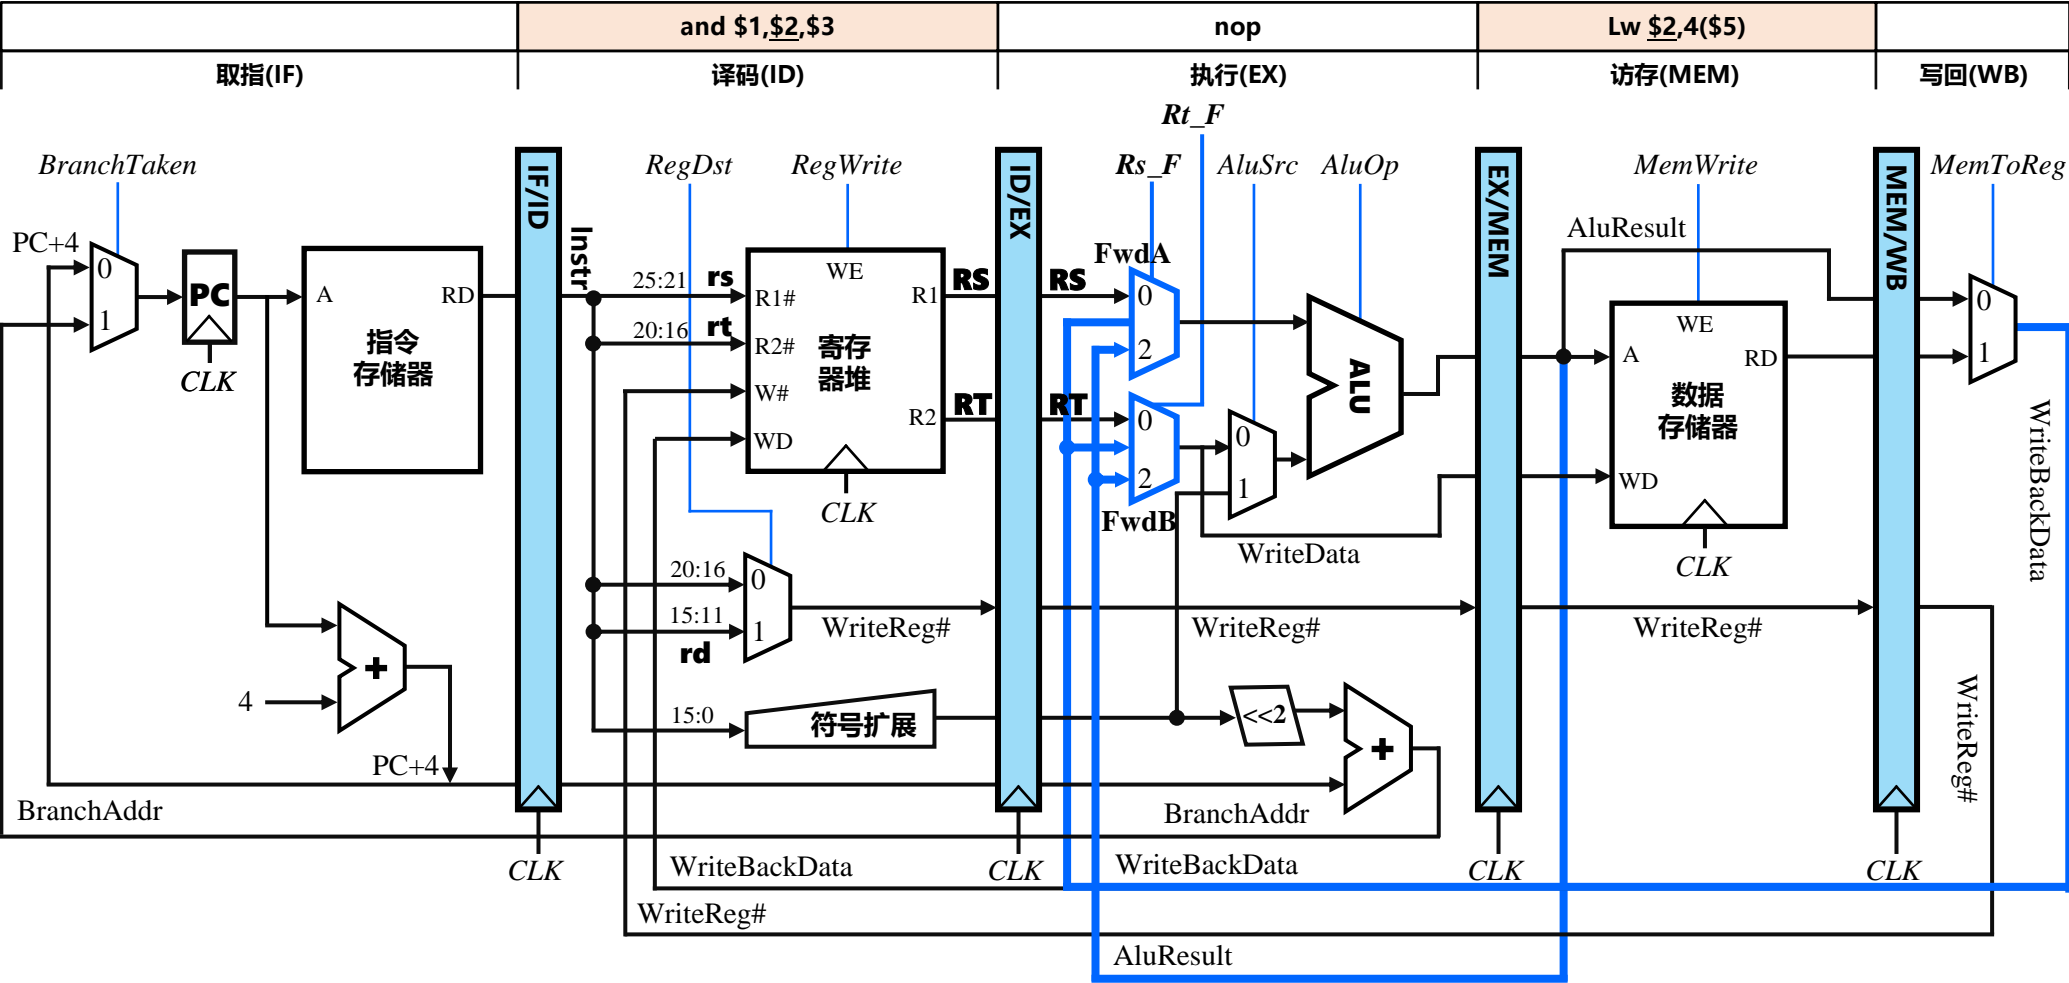 and $1,$2,$3
nop
Lw $2,4($5)
取指(IF)
译码(ID)
执行(EX)
访存(MEM)
写回(WB)
Rt_F
BranchTaken
RegDst
RegWrite
Rs_F
AluSrc
AluOp
MemWrite
MemToReg
IF/ID
ID/EX
EX/MEM
MEM/WB
PC+4
0
1
PC
CLK
A
RD
指令
存储器
Instr
25:21
rs
20:16
rt
WE
R1#
R2#
W#
WD
R1
R2
寄存
器堆
CLK
RS
RT
RS
RT
FwdA
0
2
0
2
FwdB
0
1
ALU
WriteData
AluResult
WE
A
RD
WD
数据
存储器
CLK
0
1
WriteBackData
20:16
0
15:11
1
rd
WriteReg#
WriteReg#
WriteReg#
WriteReg#
4
+
PC+4
15:0
符号扩展
<<2
+
BranchAddr
BranchAddr
CLK
CLK
CLK
CLK
WriteBackData
WriteBackData
WriteReg#
AluResult